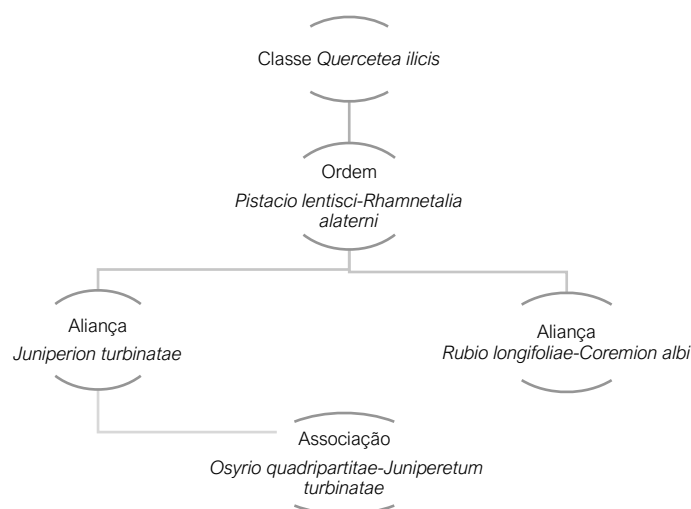 Classe Quercetea ilicis
Ordem
Pistacio lentisci-Rhamnetalia
alaterni
Aliança
Juniperion turbinatae
Aliança
Rubio longifoliae-Coremion albi
Associação
Osyrio quadripartitae-Juniperetum
turbinatae